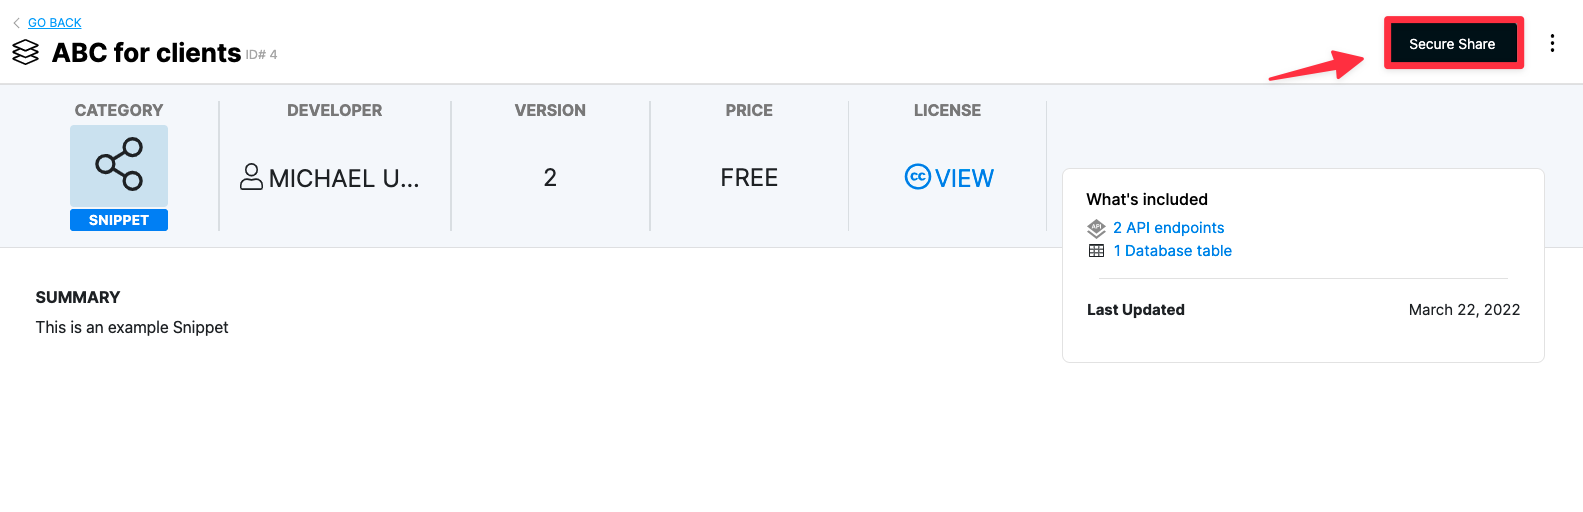 GO BACK
ABC for clients ID# 4
Secure Share
CATEGORY
SNIPPET
DEVELOPER
MICHAEL U...
VERSION
2
PRICE
FREE
LICENSE
cc VIEW
What's included
API 2 API endpoints
1 Database table
Last Updated March 22, 2022
SUMMARY
This is an example Snippet